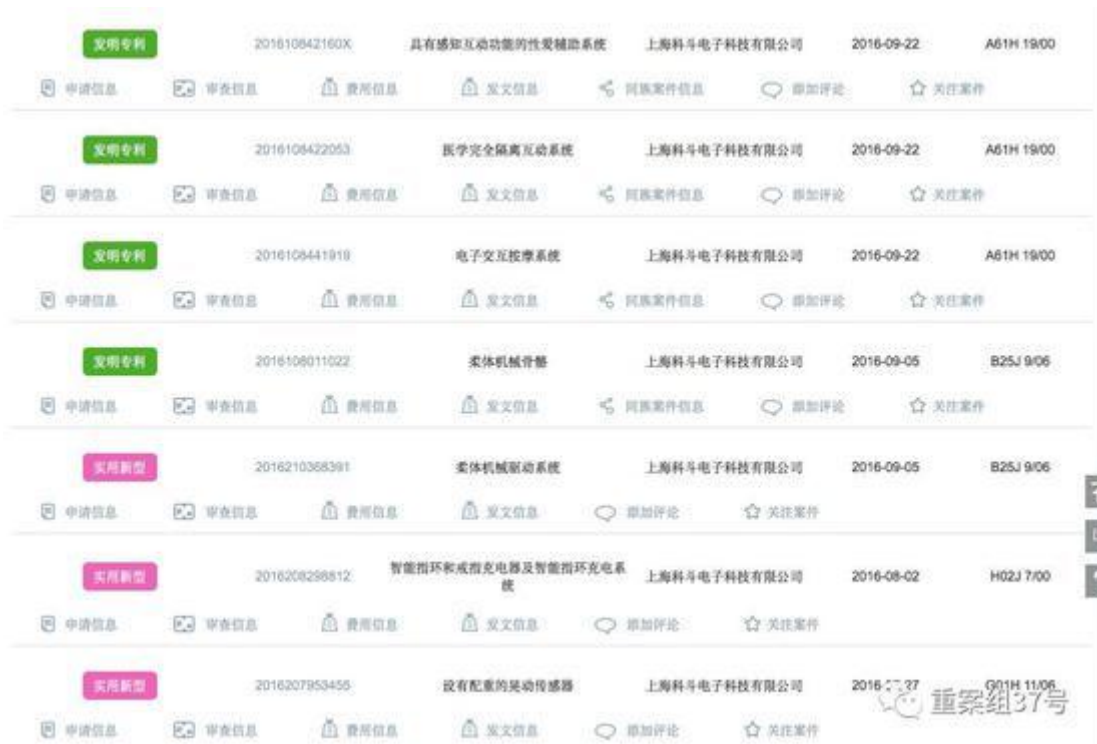 发明专利 201610842160X 具有感知互动功能的性爱辅助系统 上海科斗电子科技有限公司 2016-09-22 A61H 19/00
申请信息 审查信息 费用信息 发文信息 同族案件信息 添加评论 关注案件
发明专利 2016108422053 医学完全隔离互动系统 上海科斗电子科技有限公司 2016-09-22 A61H 19/00
申请信息 审查信息 费用信息 发文信息 同族案件信息 添加评论 关注案件
发明专利 2016108441919 电子交互按摩系统 上海科斗电子科技有限公司 2016-09-22 A61H 19/00
申请信息 审查信息 费用信息 发文信息 同族案件信息 添加评论 关注案件
发明专利 2016108011022 柔体机械骨骼 上海科斗电子科技有限公司 2016-09-05 B25J 9/06
申请信息 审查信息 费用信息 发文信息 同族案件信息 添加评论 关注案件
实用新型 2016210368391 柔体机械驱动系统 上海科斗电子科技有限公司 2016-09-05 B25J 9/06
申请信息 审查信息 费用信息 发文信息 添加评论 关注案件
实用新型 2016208298812 智能指环和戒指充电器及智能指环充电系 上海科斗电子科技有限公司 2016-08-02 H02J 7/00
统
申请信息 审查信息 费用信息 发文信息 添加评论 关注案件
实用新型 2016207953455 设有配重的晃动传感器 上海科斗电子科技有限公司 2016- 27 G01H 11/06
重案组37号
申请信息 审查信息 费用信息 发文信息 添加评论 关注案件